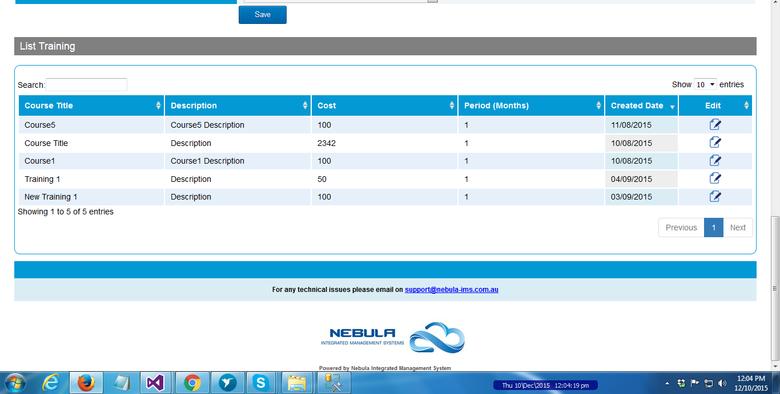 Save
List Training
Search:
Show 10 entries
Course Title Description Cost Period (Months) Created Date Edit
Course5 Course5 Description 100 1 11/08/2015
Course Title Description 2342 1 10/08/2015
Course1 Course1 Description 100 1 10/08/2015
Training 1 Description 50 1 04/09/2015
New Training 1 Description 100 1 03/09/2015
Showing 1 to 5 of 5 entries
Previous 1 Next
For any technical issues please email on support@nebula-ims.com.au
NEBULA
INTEGRATED MANAGEMENT SYSTEMS
Powered by Nebula Integrated Management System
Thu 10\Dec\2015 12:04:19 pm
12:04 PM
12/10/2015